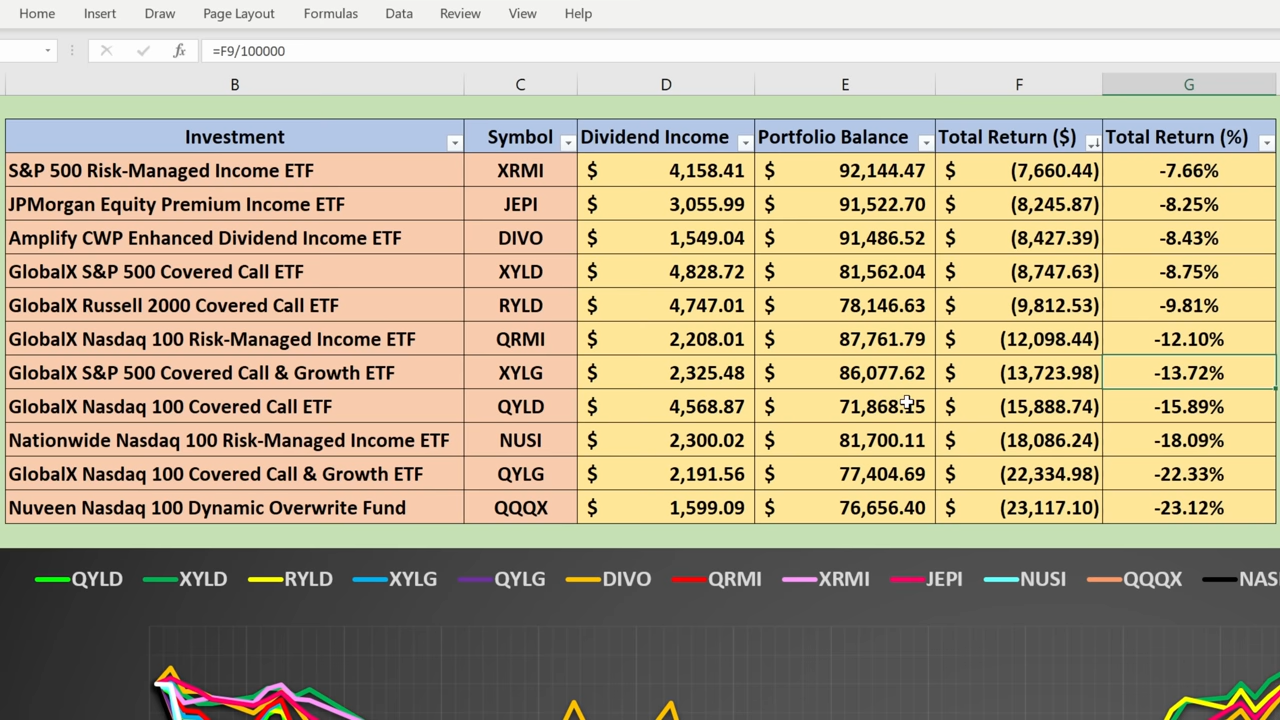 Home Insert Draw Page Layout Formulas Data Review View Help
fx =F9/100000
B C D E F G
Investment Symbol Dividend Income Portfolio Balance Total Return ($) Total Return (%)
S&P 500 Risk-Managed Income ETF XRMI $ 4,158.41 $ 92,144.47 $ (7,660.44) -7.66%
JPMorgan Equity Premium Income ETF JEPI $ 3,055.99 $ 91,522.70 $ (8,245.87) -8.25%
Amplify CWP Enhanced Dividend Income ETF DIVO $ 1,549.04 $ 91,486.52 $ (8,427.39) -8.43%
GlobalX S&P 500 Covered Call ETF XYLD $ 4,828.72 $ 81,562.04 $ (8,747.63) -8.75%
GlobalX Russell 2000 Covered Call ETF RYLD $ 4,747.01 $ 78,146.63 $ (9,812.53) -9.81%
GlobalX Nasdaq 100 Risk-Managed Income ETF QRMI $ 2,208.01 $ 87,761.79 $ (12,098.44) -12.10%
GlobalX S&P 500 Covered Call & Growth ETF XYLG $ 2,325.48 $ 86,077.62 $ (13,723.98) -13.72%
GlobalX Nasdaq 100 Covered Call ETF QYLD $ 4,568.87 $ (15,888.74) -15.89%
Nationwide Nasdaq 100 Risk-Managed Income ETF NUSI $ 2,300.02 $ 81,700.11 $ (18,086.24) -18.09%
GlobalX Nasdaq 100 Covered Call & Growth ETF QYLG $ 2,191.56 $ 77,404.69 $ (22,334.98) -22.33%
Nuveen Nasdaq 100 Dynamic Overwrite Fund QQQX $ 1,599.09 $ 76,656.40 $ (23,117.10) -23.12%
QYLD XYLD RYLD XYLG QYLG DIVO QRMI XRMI JEPI NUSI QQQX NAS